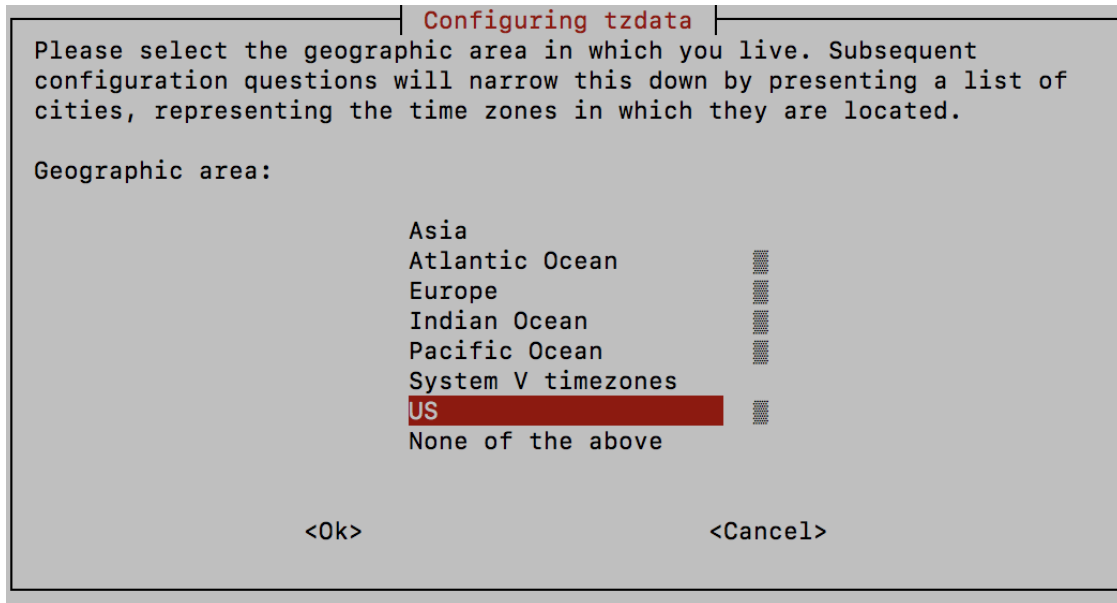 Configuring tzdata
Please select the geographic area in which you live. Subsequent
configuration questions will narrow this down by presenting a list of
cities, representing the time zones in which they are located.
Geographic area:
Asia
Atlantic Ocean
Europe
Indian Ocean
Pacific Ocean
System V timezones
US
None of the above
<Ok> <Cancel>